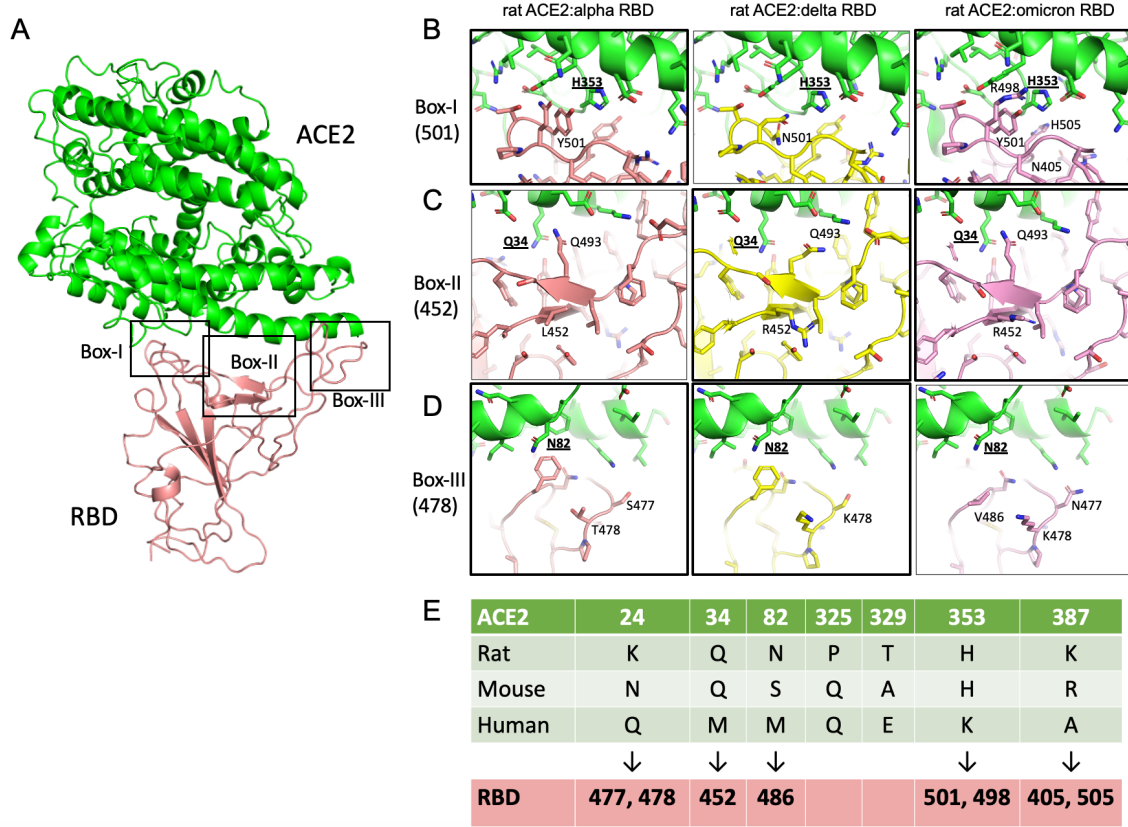 A
ACE2
Box-I
Box-II
Box-III
RBD
rat ACE2:alpha RBD
rat ACE2:delta RBD
rat ACE2:omicron RBD
B
Box-I
(501)
H353
Y501
H353
N501
H353
R498
H505
Y501
N405
C
Box-II
(452)
Q34
Q493
L452
Q34
Q493
R452
Q34
Q493
R452
D
Box-III
(478)
N82
S477
T478
N82
K478
N82
N477
V486
K478
E
ACE2 24 34 82 325 329 353 387
Rat K Q N P T H K
Mouse N Q S Q A H R
Human Q M M Q E K A
↓ ↓ ↓ ↓ ↓
RBD 477, 478 452 486 501, 498 405, 505